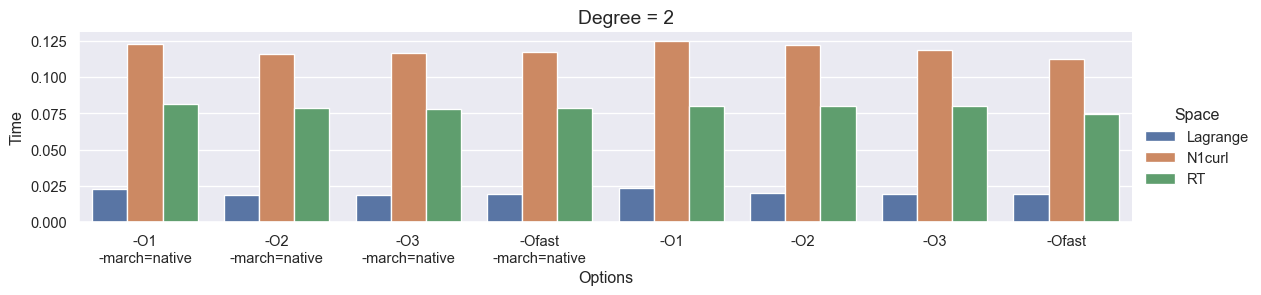 Degree = 2
Time
0.125
0.100
0.075
0.050
0.025
0.000
-O1
-march=native
-O2
-march=native
-O3
-march=native
-Ofast
-march=native
-O1
-O2
-O3
-Ofast
Options
Space
Lagrange
N1curl
RT